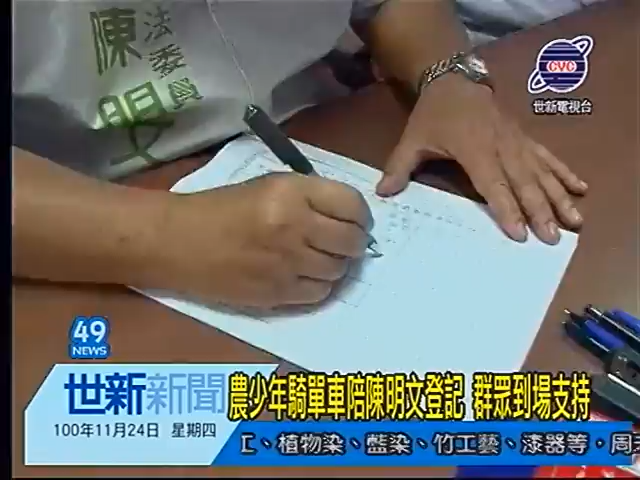 陳明
法委員
CVC
世新電視台
49
NEWS
世新新聞
農少年騎單車陪陳明文登記 群眾到場支持
100年11月24日 星期四
工、植物染、藍染、竹工藝、漆器等，周